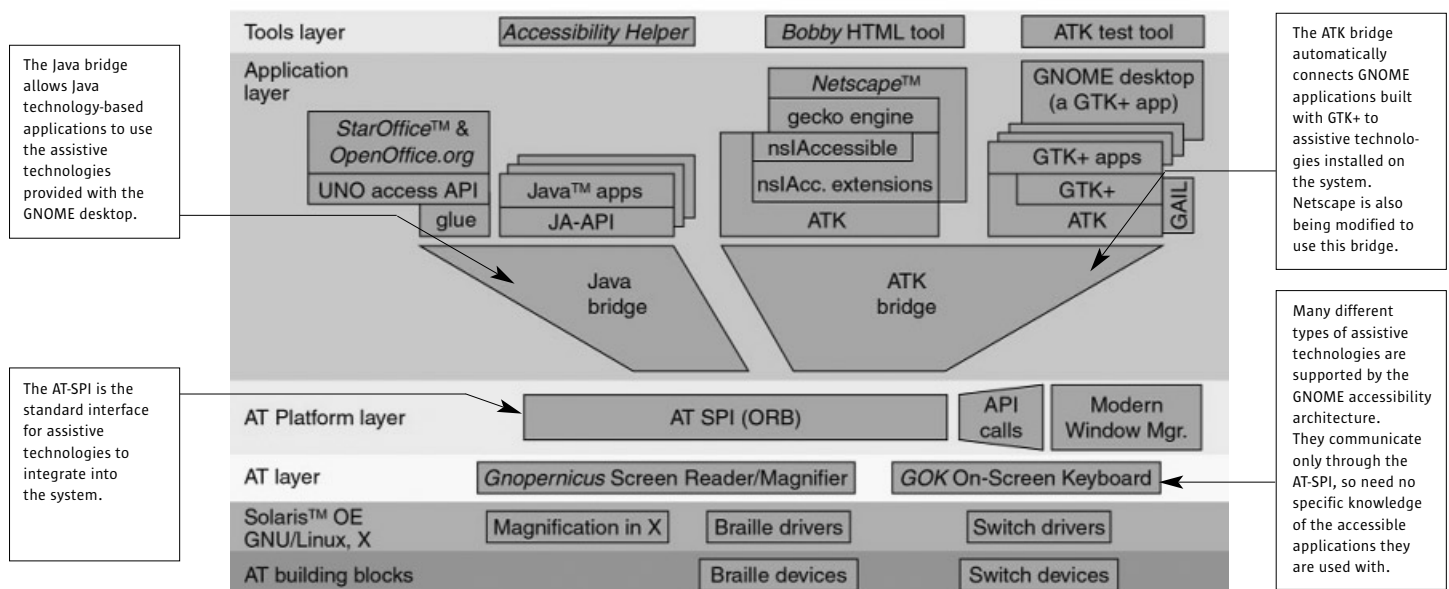 Tools layer
Accessibility Helper
Bobby HTML tool
ATK test tool
The Java bridge
allows Java
technology-based
applications to use
the assistive
technologies
provided with the
GNOME desktop.
Application
layer
StarOffice™ &
OpenOffice.org
UNO access API
glue
Java™ apps
JA-API
Netscape™
gecko engine
nsIAccessible
nsIAcc. extensions
ATK
GNOME desktop
(a GTK+ app)
GTK+ apps
GTK+
ATK
GAIL
The ATK bridge
automatically
connects GNOME
applications built
with GTK+ to
assistive technolo-
gies installed on
the system.
Netscape is also
being modified to
use this bridge.
Java
bridge
ATK
bridge
The AT-SPI is the
standard interface
for assistive
technologies to
integrate into
the system.
AT Platform layer
AT SPI (ORB)
API
calls
Modern
Window Mgr.
Many different
types of assistive
technologies are
supported by the
GNOME accessibility
architecture.
They communicate
only through the
AT-SPI, so need no
specific knowledge
of the accessible
applications they
are used with.
AT layer
Gnopernicus Screen Reader/Magnifier
GOK On-Screen Keyboard
Solaris™ OE
GNU/Linux, X
Magnification in X
Braille drivers
Switch drivers
AT building blocks
Braille devices
Switch devices